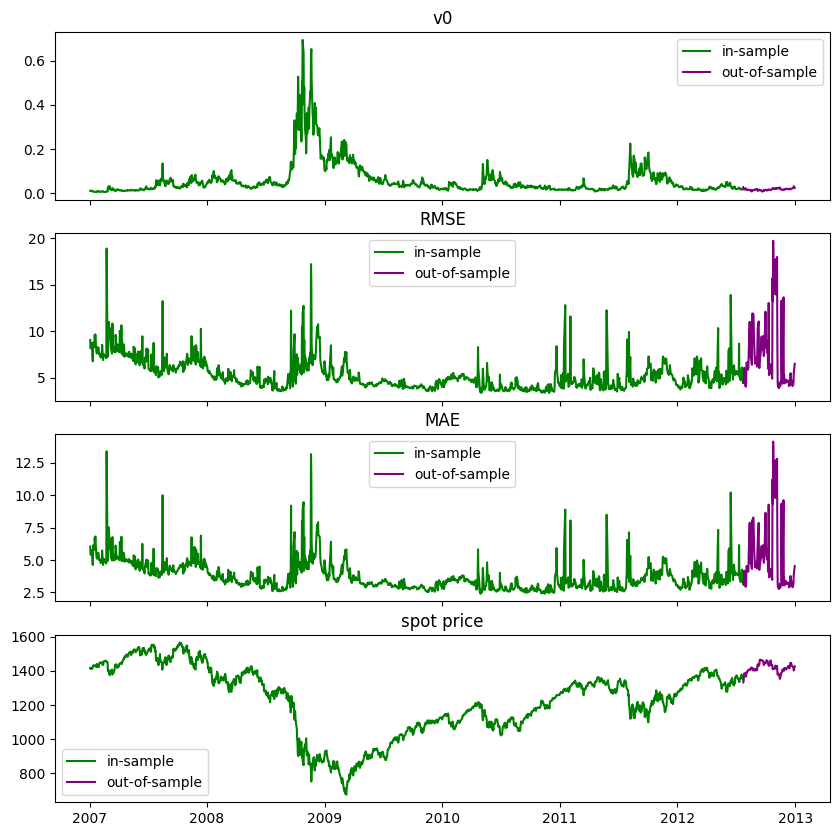 v0
0.6
0.4
0.2
0.0
in-sample
out-of-sample
RMSE
20
15
10
5
in-sample
out-of-sample
MAE
12.5
10.0
7.5
5.0
2.5
in-sample
out-of-sample
spot price
1600
1400
1200
1000
800
in-sample
out-of-sample
2007 2008 2009 2010 2011 2012 2013